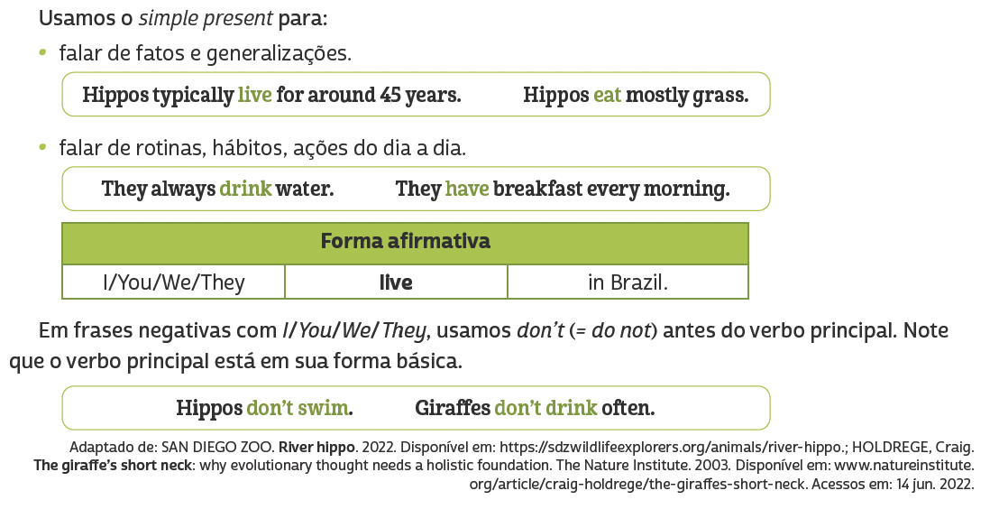 Usamos o simple present para:
• falar de fatos e generalizações.
Hippos typically live for around 45 years. Hippos eat mostly grass.
• falar de rotinas, hábitos, ações do dia a dia.
They always drink water. They have breakfast every morning.
Forma afirmativa
I/You/We/They live in Brazil.
Em frases negativas com I/You/We/They, usamos don’t (= do not) antes do verbo principal. Note
que o verbo principal está em sua forma básica.
Hippos don’t swim. Giraffes don’t drink often.
Adaptado de: SAN DIEGO ZOO. River hippo. 2022. Disponível em: https://sdzwildlifeexplorers.org/animals/river-hippo.; HOLDREGE, Craig.
The giraffe’s short neck: why evolutionary thought needs a holistic foundation. The Nature Institute. 2003. Disponível em: www.natureinstitute.
org/article/craig-holdrege/the-giraffes-short-neck. Acessos em: 14 jun. 2022.